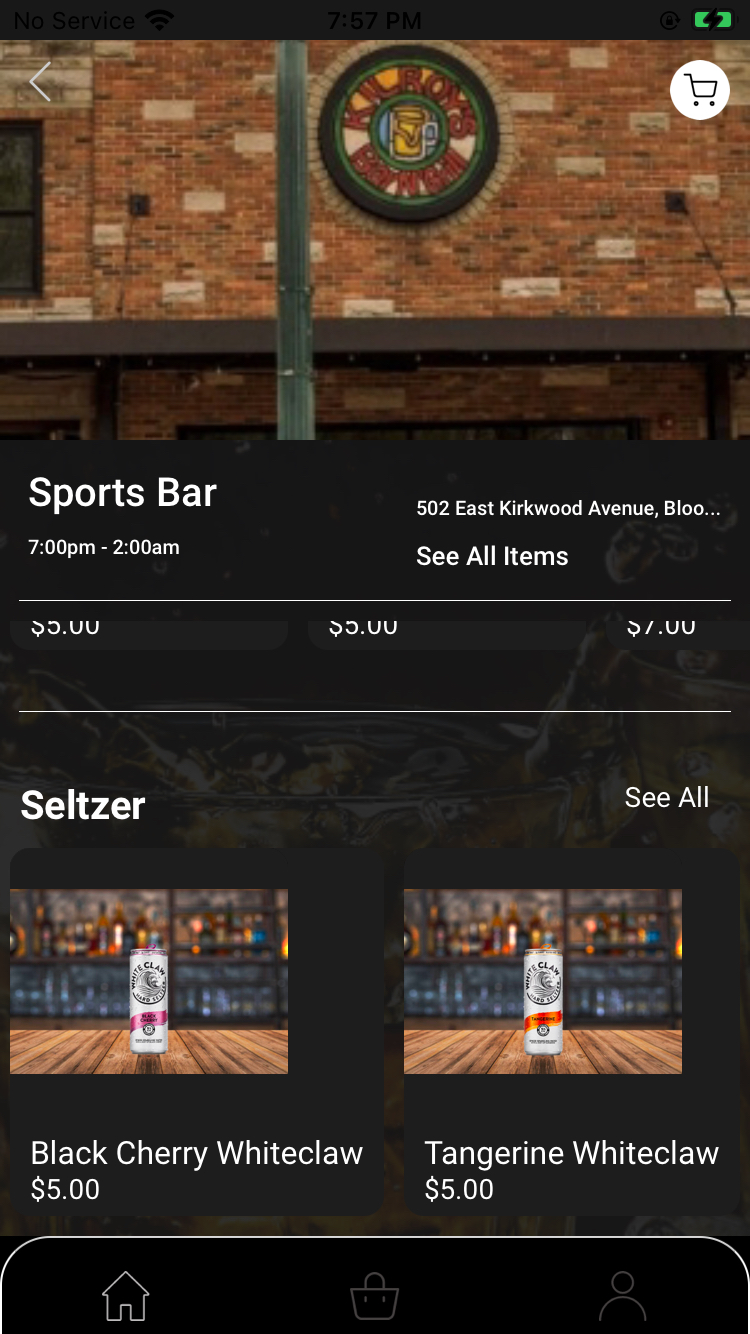 No Service 7:57 PM
KILROY'S
Bar N' Grill
Sports Bar
502 East Kirkwood Avenue, Bloo...
7:00pm - 2:00am
See All Items
$5.00 $5.00 $7.00
Seltzer See All
WHITE CLAW
HARD SELTZER
BLACK
CHERRY
WHITE CLAW
HARD SELTZER
TANGERINE
Black Cherry Whiteclaw
$5.00
Tangerine Whiteclaw
$5.00